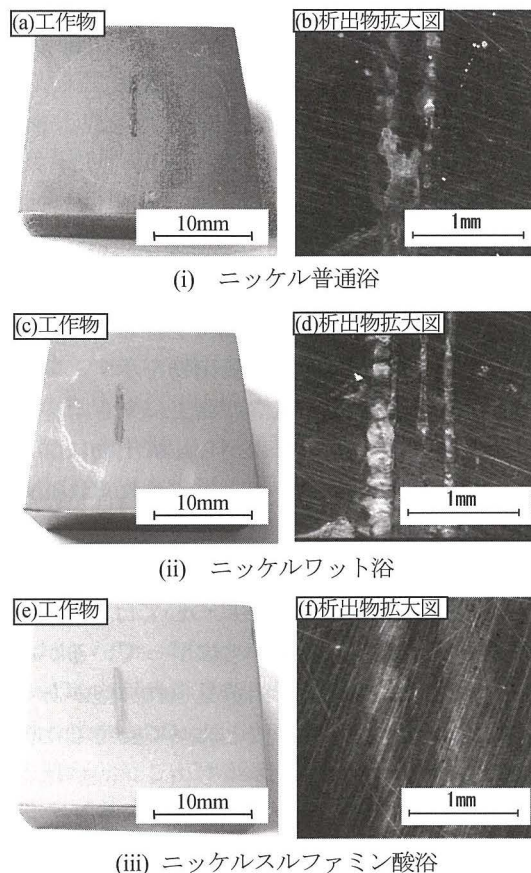 (a)工作物
(b)析出物拡大図
10mm
1mm
(i) ニッケル普通浴
(c)工作物
(d)析出物拡大図
10mm
1mm
(ii) ニッケルワット浴
(e)工作物
(f)析出物拡大図
10mm
1mm
(iii) ニッケルスルファミン酸浴